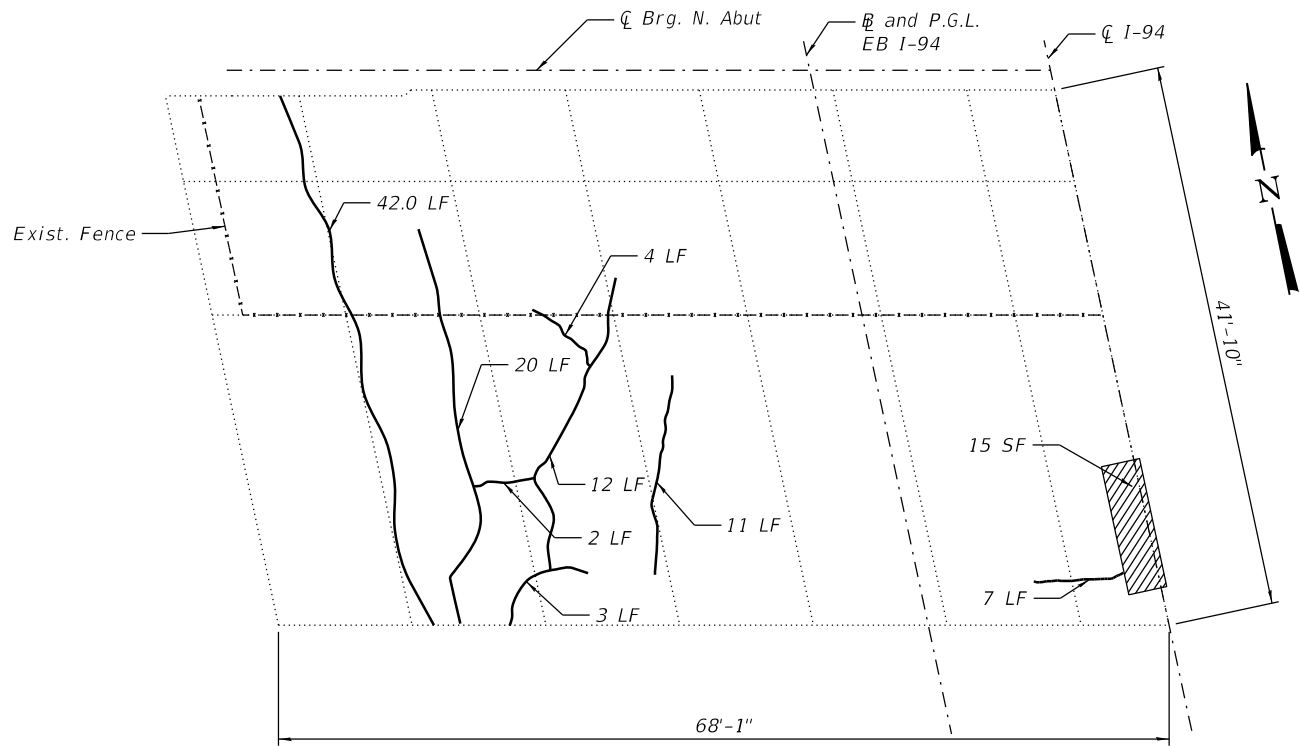 ℄ Brg. N. Abut
B and P.G.L.
EB I-94
℄ I-94
N
42.0 LF
Exist. Fence
4 LF
41'-10"
20 LF
15 SF
12 LF
11 LF
2 LF
7 LF
3 LF
68'-1"